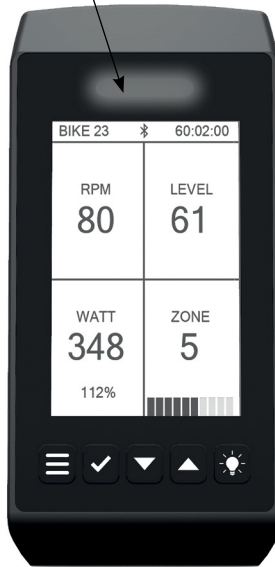 BIKE 23 60:02:00
RPM
80
LEVEL
61
WATT
348
112%
ZONE
5